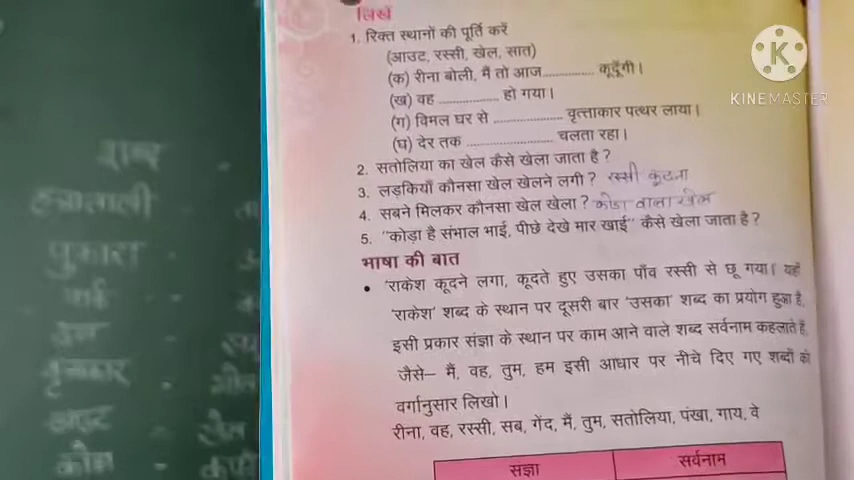 लिखें
1. रिक्त स्थानों की पूर्ति करें
(आउट, रस्सी, खेल, सात)
(क) रीना बोली, मैं तो आज.............. कूदूँगी।
(ख) वह ................ हो गया।
(ग) विमल घर से .................. वृत्ताकार पत्थर लाया।
(घ) देर तक ...................... चलता रहा।
2. सतोलिया का खेल कैसे खेला जाता है?
3. लड़कियाँ कौनसा खेल खेलने लगी? रस्सी कूदना
4. सबने मिलकर कौनसा खेल खेला? कोडा वाला खेल
5. "कोड़ा है संभाल भाई, पीछे देखे मार खाई" कैसे खेला जाता है?
भाषा की बात
• 'राकेश कूदने लगा, कूदते हुए उसका पाँव रस्सी से छू गया। यहाँ
'राकेश' शब्द के स्थान पर दूसरी बार 'उसका' शब्द का प्रयोग हुआ है,
इसी प्रकार संज्ञा के स्थान पर काम आने वाले शब्द सर्वनाम कहलाते हैं,
जैसे– मैं, वह, तुम, हम इसी आधार पर नीचे दिए गए शब्दों को
वर्गानुसार लिखो।
रीना, वह, रस्सी, सब, गेंद, मैं, तुम, सतोलिया, पंखा, गाय, वे
संज्ञा सर्वनाम
KINEMASTER
शब्द
पुकारा
आउट